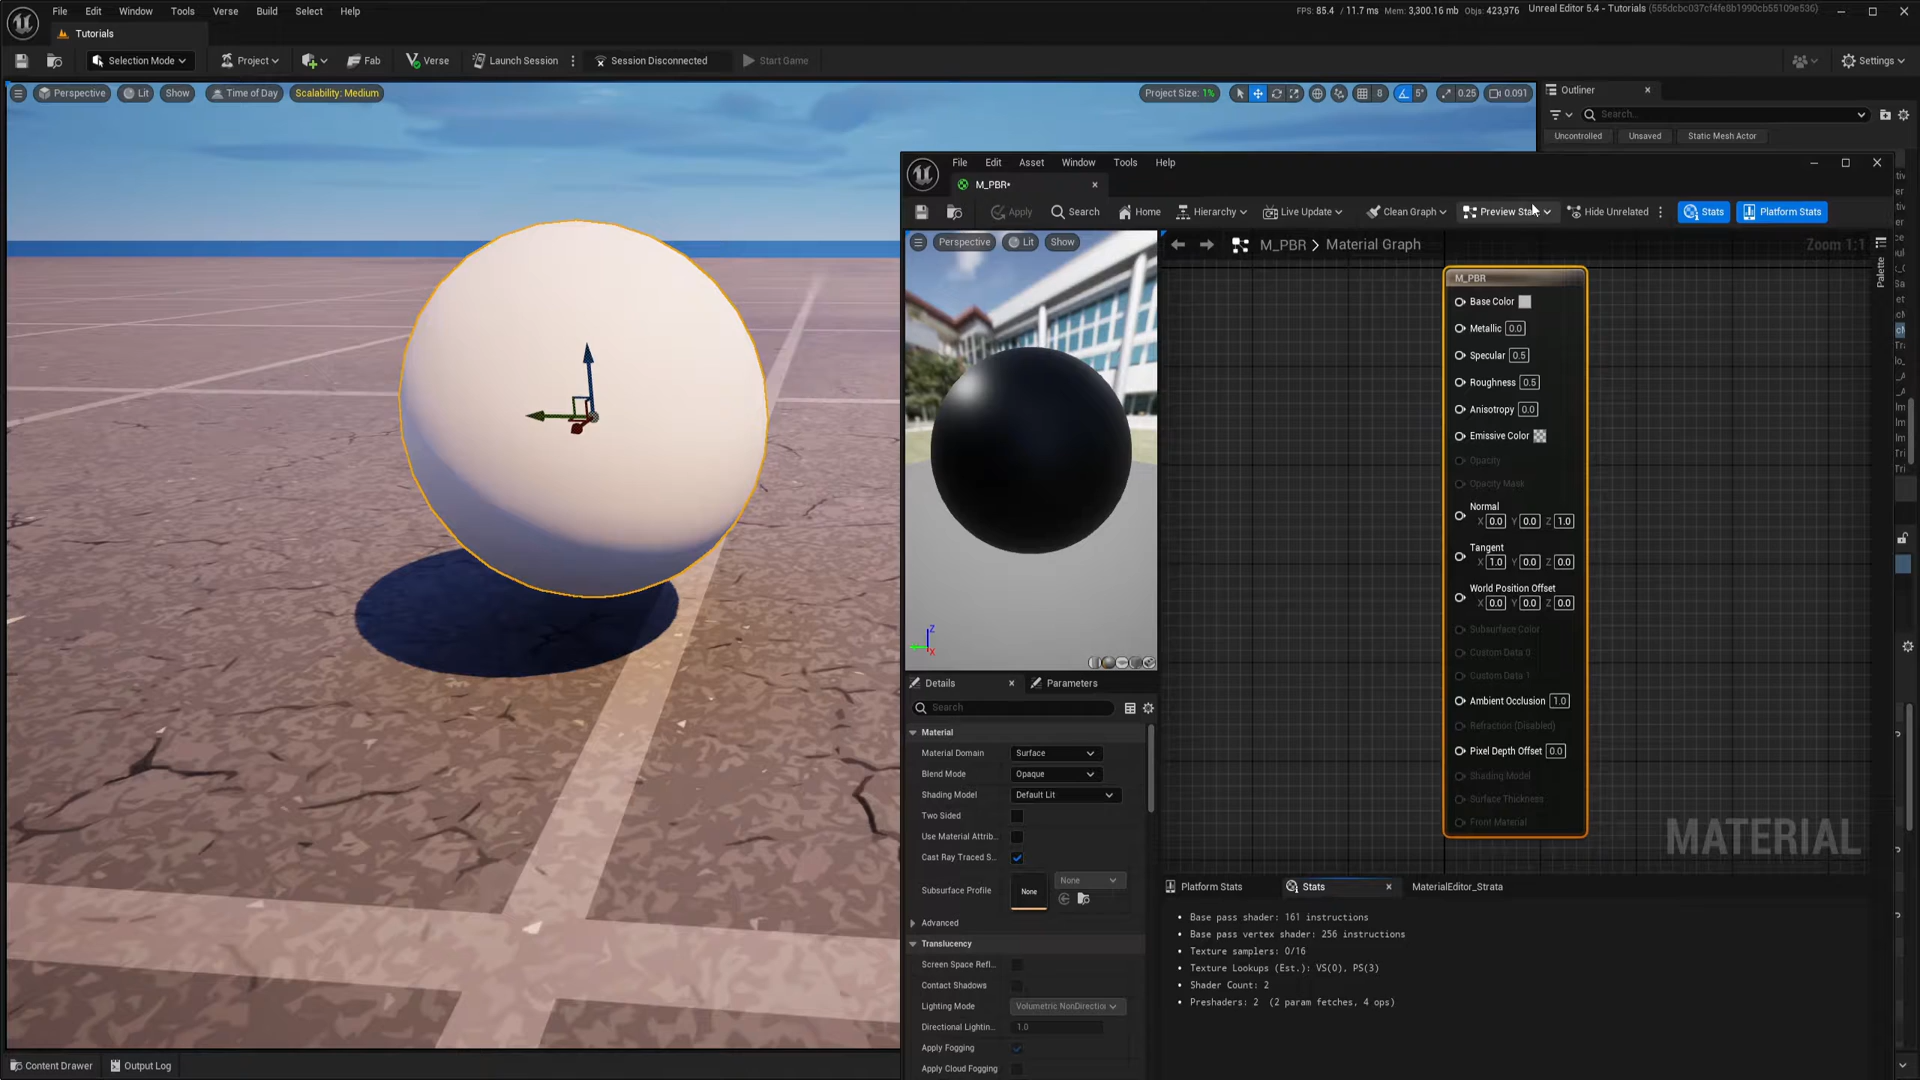 File Edit Window Tools Verse Build Select Help
FPS: 85.4 / 11.7 ms Mem: 3,300.16 mb Objs: 423,976 Unreal Editor 5.4 - Tutorials (555dcbc037cf4fe8b1990cb55109e536)
Tutorials
Selection Mode Project Fab Verse Launch Session Session Disconnected Start Game Settings
Perspective Lit Show Time of Day Scalability: Medium Project Size: 1% 8 5° 0.25 0.091
Outliner
Search...
Uncontrolled Unsaved Static Mesh Actor
File Edit Asset Window Tools Help
M_PBR•
Apply Search Home Hierarchy Live Update Clean Graph Preview Hide Unrelated Stats Platform Stats
Perspective Lit Show
M_PBR > Material Graph Zoom 1:1
Palette
M_PBR
Base Color
Metallic 0.0
Specular 0.5
Roughness 0.5
Anisotropy 0.0
Emissive Color
Opacity
Opacity Mask
Normal
X 0.0 Y 0.0 Z 1.0
Tangent
X 1.0 Y 0.0 Z 0.0
World Position Offset
X 0.0 Y 0.0 Z 0.0
Subsurface Color
Custom Data 0
Custom Data 1
Ambient Occlusion 1.0
Refraction (Disabled)
Pixel Depth Offset 0.0
Shading Model
Surface Thickness
Front Material
MATERIAL
Z
X
Details Parameters
Search
Material
Material Domain Surface
Blend Mode Opaque
Shading Model Default Lit
Two Sided
Use Material Attrib..
Cast Ray Traced S..
Subsurface Profile None None
Advanced
Translucency
Screen Space Refl..
Contact Shadows
Lighting Mode Volumetric NonDirectio
Directional Lightin.. 1.0
Apply Fogging
Apply Cloud Fogging
Platform Stats Stats MaterialEditor_Strata
• Base pass shader: 161 instructions
• Base pass vertex shader: 256 instructions
• Texture samplers: 0/16
• Texture Lookups (Est.): VS(0), PS(3)
• Shader Count: 2
• Preshaders: 2 (2 param fetches, 4 ops)
Content Drawer Output Log